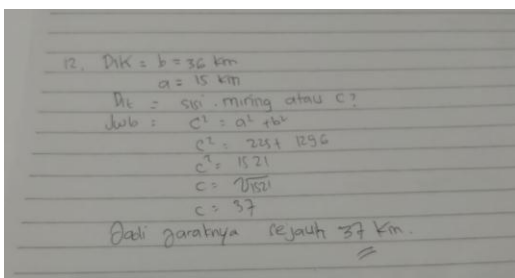 12. Dik = b = 36 km
a = 15 km
Dit = sisi miring atau c?
Jwb : c² = a² + b²
c² = 225 + 1296
c² = 1521
c = √1521
c = 37
Jadi jaraknya sejauh 37 km.